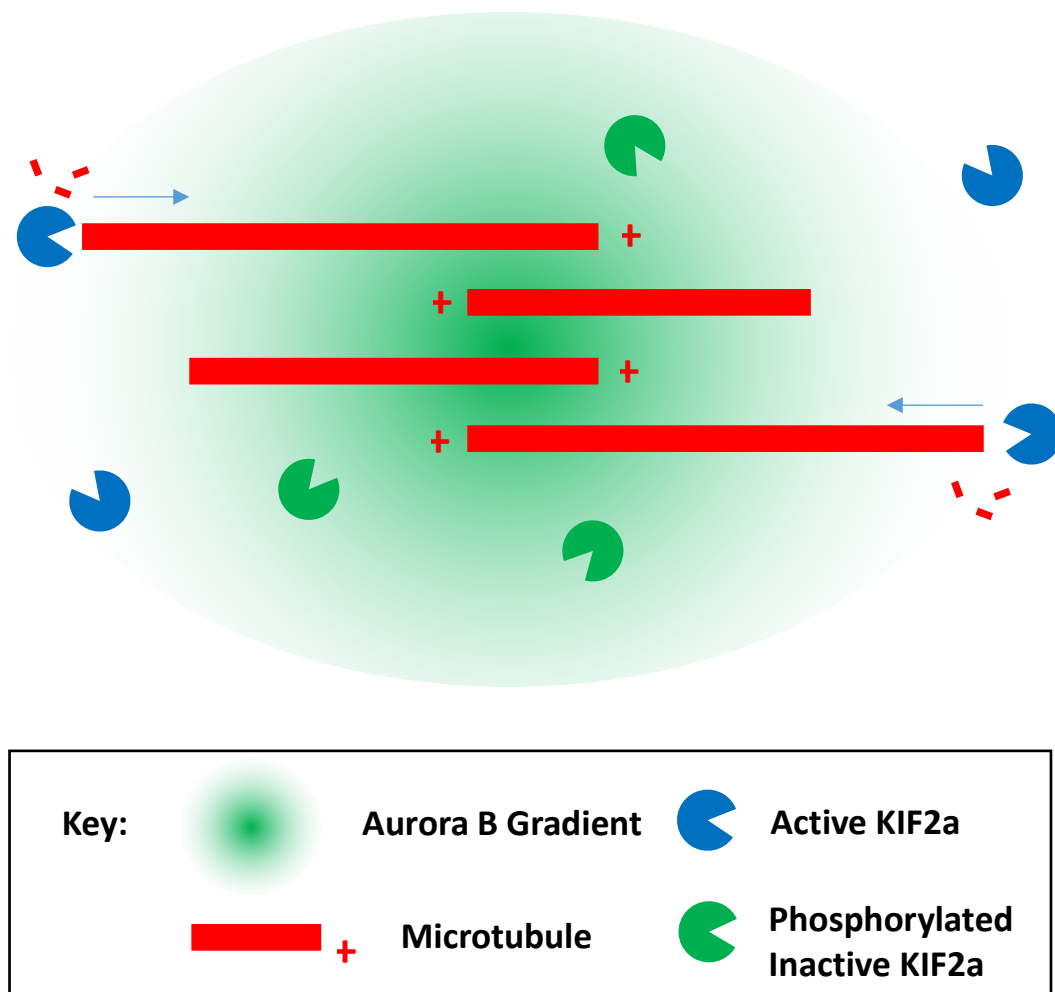 +
+
+
+
Key:
Aurora B Gradient
Active KIF2a
+
Microtubule
Phosphorylated
Inactive KIF2a